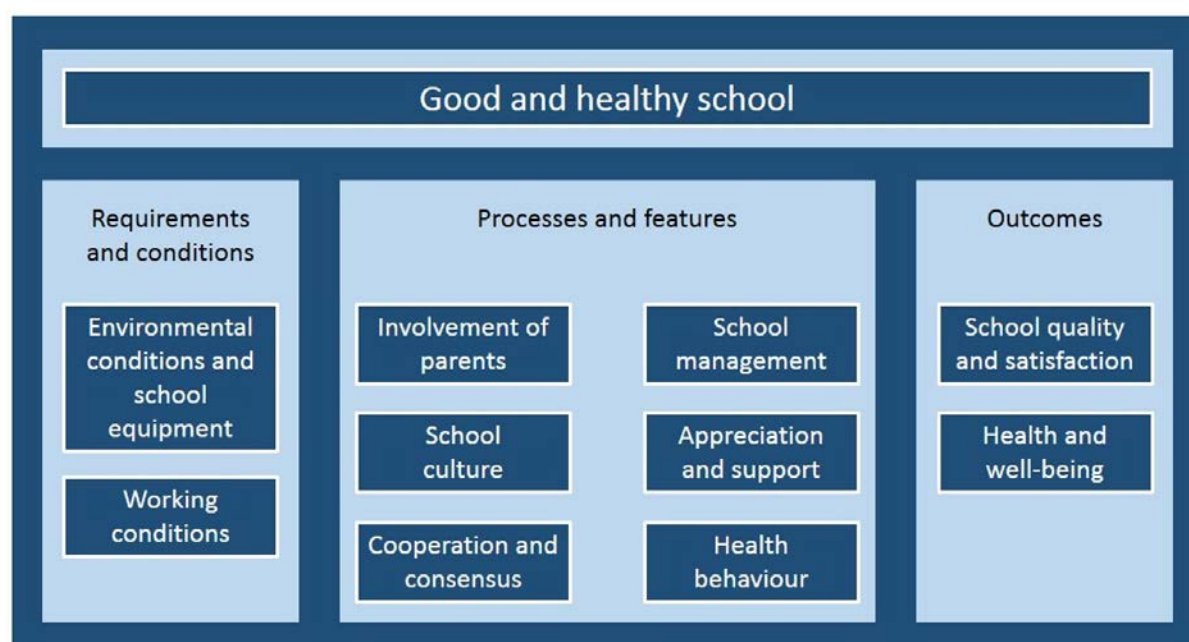 Good and healthy school
Requirements
and conditions
Environmental
conditions and
school
equipment
Working
conditions
Processes and features
Involvement of
parents
School
management
School
culture
Appreciation
and support
Cooperation and
consensus
Health
behaviour
Outcomes
School quality
and satisfaction
Health and
well-being